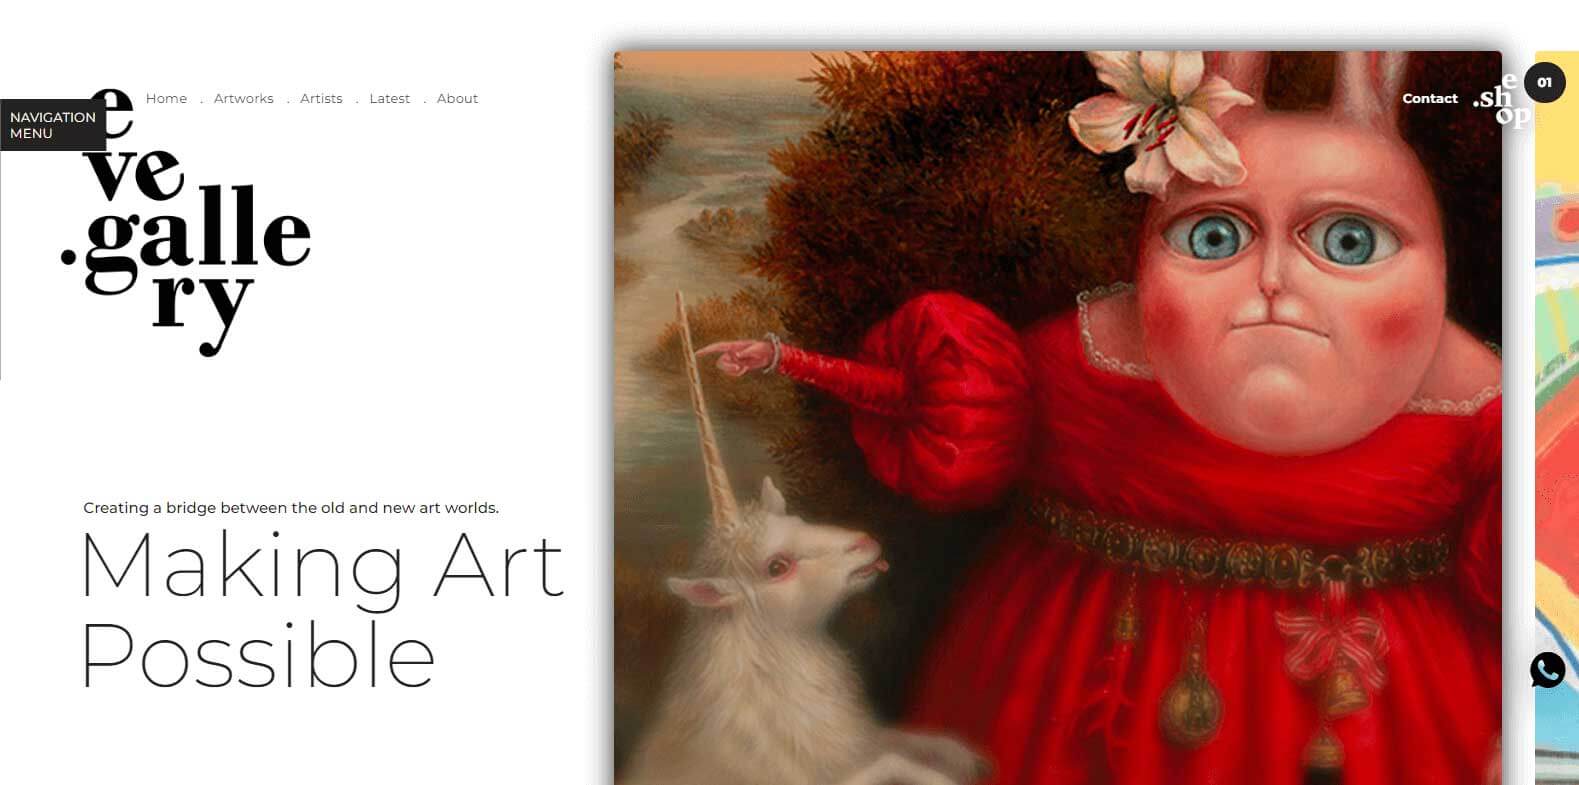 NAVIGATION
MENU
Home . Artworks . Artists . Latest . About
Contact
e
.sh
op
01
e
ve
.galle
ry
Creating a bridge between the old and new art worlds.
Making Art
Possible